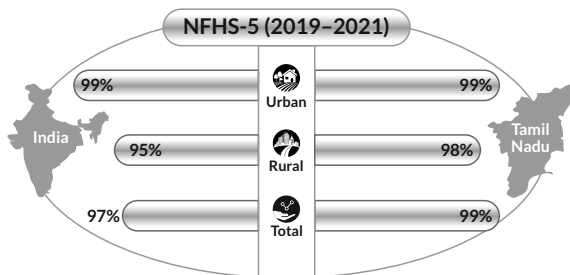 NFHS-5 (2019–2021)
99%
Urban
99%
India
95%
Rural
98%
Tamil
Nadu
97%
Total
99%